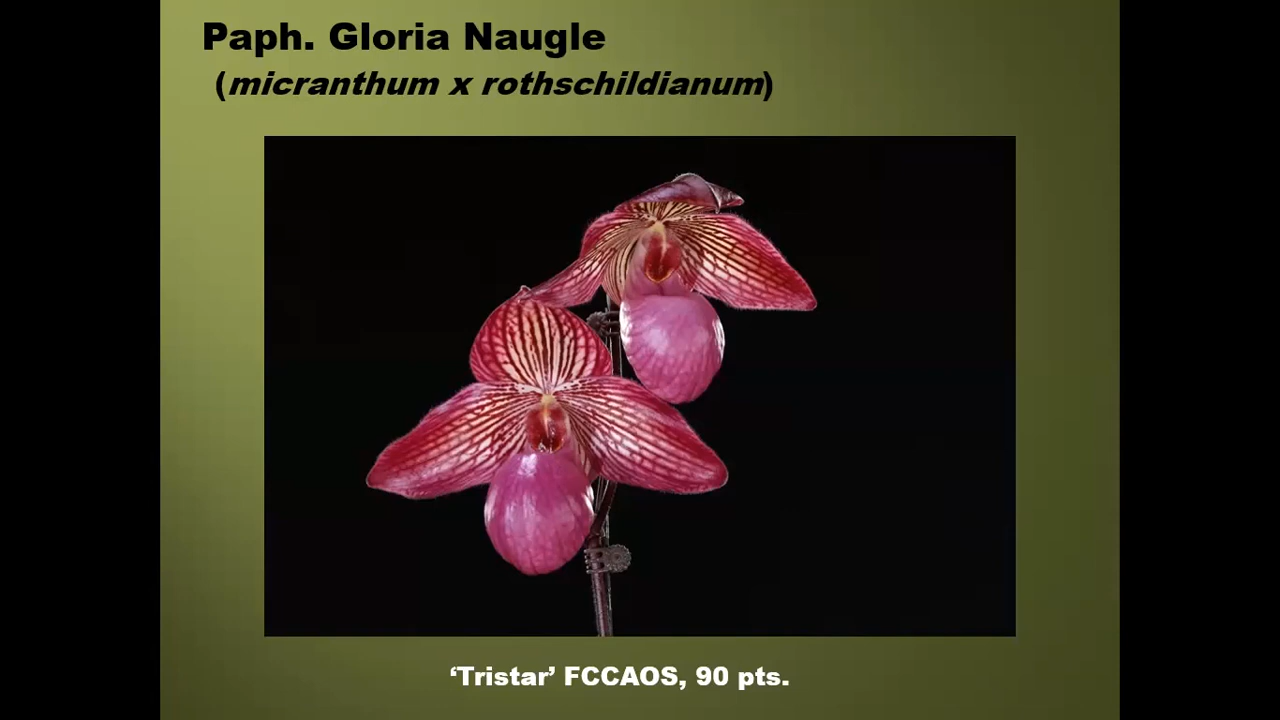 Paph. Gloria Naugle
(micranthum x rothschildianum)
‘Tristar’ FCCAOS, 90 pts.